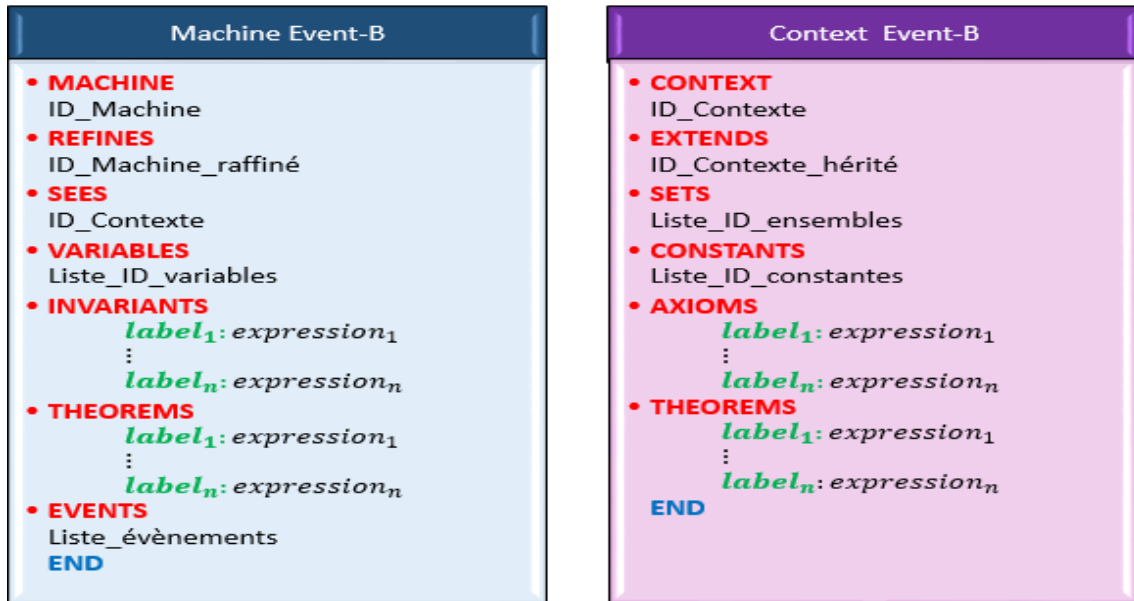 Machine Event-B
• MACHINE
ID_Machine
• REFINES
ID_Machine_raffiné
• SEES
ID_Contexte
• VARIABLES
Liste_ID_variables
• INVARIANTS
label₁: expression₁
⋮
labelₙ: expressionₙ
• THEOREMS
label₁: expression₁
⋮
labelₙ: expressionₙ
• EVENTS
Liste_évènements
END
Context Event-B
• CONTEXT
ID_Contexte
• EXTENDS
ID_Contexte_hérité
• SETS
Liste_ID_ensembles
• CONSTANTS
Liste_ID_constantes
• AXIOMS
label₁: expression₁
⋮
labelₙ: expressionₙ
• THEOREMS
label₁: expression₁
⋮
labelₙ: expressionₙ
END